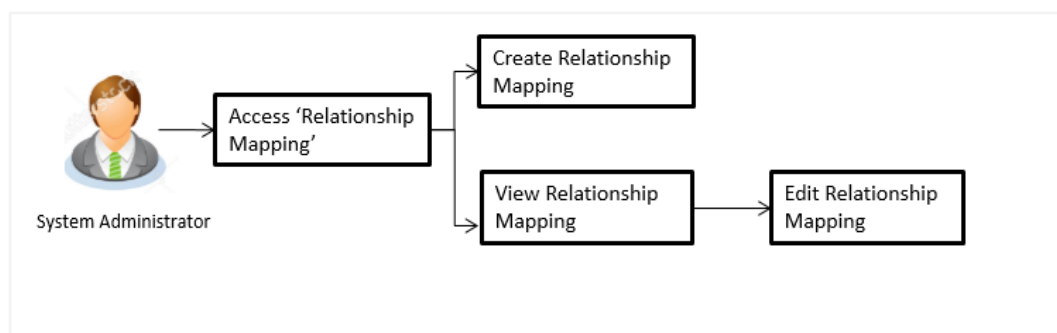 Create Relationship
Mapping
Access ‘Relationship
Mapping’
View Relationship
Mapping
Edit Relationship
Mapping
System Administrator